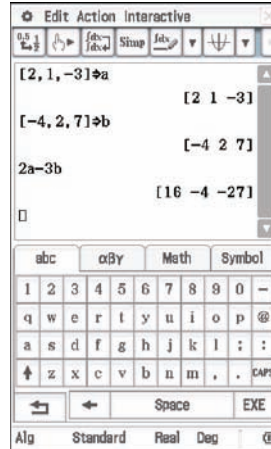 Edit Action Interactive
Simp
[2,1,-3]⇒a
[2 1 -3]
[-4,2,7]⇒b
[-4 2 7]
2a-3b
[16 -4 -27]
abc αβγ Math Symbol
1 2 3 4 5 6 7 8 9 0 -
q w e r t y u i o p @
a s d f g h j k l ; :
z x c v b n m , . CAPS
Space EXE
Alg Standard Real Deg